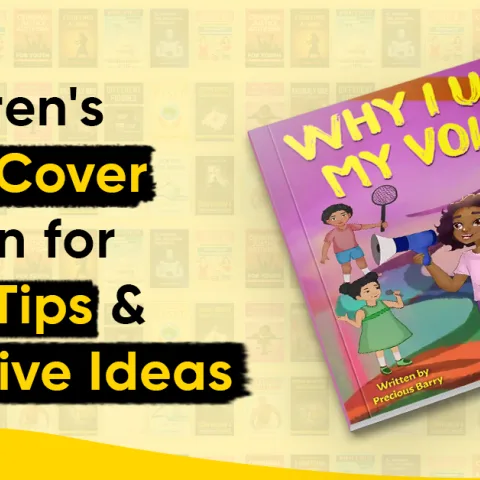 ren's
Cover
n for
Tips &
ive Ideas
WHY I U
MY VOI
Written by
Precious Barry